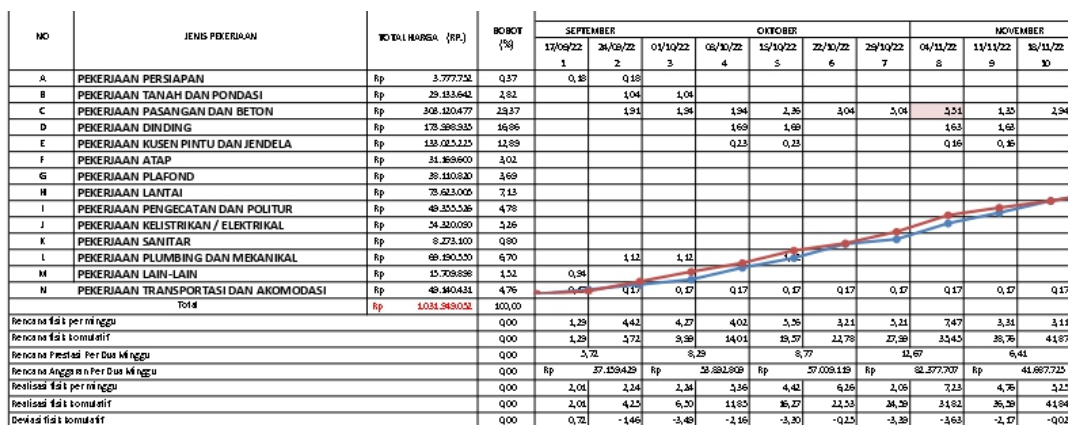 NO JENIS PEKERJAAN TOTAL HARGA (RP.) BOBOT (%) SEPTEMBER OKTOBER NOVEMBER
17/09/22 24/09/22 01/10/22 08/10/22 15/10/22 22/10/22 29/10/22 04/11/22 11/11/22 18/11/22
1 2 3 4 5 6 7 8 9 10
A PEKERJAAN PERSIAPAN Rp 3.777.752 0,37 0,18 0,18
B PEKERJAAN TANAH DAN PONDASI Rp 29.133.642 2,82 1,04 1,04
C PEKERJAAN PASANGAN DAN BETON Rp 303.120.477 29,37 1,91 1,94 1,94 2,36 3,04 5,04 5,51 1,35 2,94
D PEKERJAAN DINDING Rp 16,86 1,69 1,69 1,63 1,63
E PEKERJAAN KUSEN PINTU DAN JENDELA Rp 133.025.225 12,89 0,23 0,23 0,16 0,16
F PEKERJAAN ATAP Rp 31.169.600 3,02
G PEKERJAAN PLAFOND Rp 38.110.820 3,69
H PEKERJAAN LANTAI Rp 73.623.006 7,13
I PEKERJAAN PENGECATAN DAN POLITUR Rp 49.355.526 4,78
J PEKERJAAN KELISTRIKAN / ELEKTRIKAL Rp 54.320.090 5,26
K PEKERJAAN SANITAR Rp 8.273.100 0,80
L PEKERJAAN PLUMBING DAN MEKANIKAL Rp 69.190.550 6,70 1,12 1,12
M PEKERJAAN LAIN-LAIN Rp 15.709.898 1,52 0,94
N PEKERJAAN TRANSPORTASI DAN AKOMODASI Rp 49.140.431 4,76 0,17 0,17 0,17 0,17 0,17 0,17 0,17 0,17 0,17
Total Rp 1.031.949.052 100,00
Rencana fisik per minggu 0,00 1,29 4,42 4,27 4,02 5,56 3,21 5,21 7,47 3,31 3,11
Rencana fisik komulatif 0,00 1,29 5,72 9,99 14,01 19,57 22,78 27,99 35,45 38,76 41,87
Rencana Prestasi Per Dua Minggu 0,00 5,72 8,29 8,77 12,67 6,41
Rencana Anggaran Per Dua Minggu 0,00 Rp 37.159.429 Rp 53.892.809 Rp 57.009.119 Rp 82.377.707 Rp 41.687.725
Realisasi fisik per minggu 0,00 2,01 2,24 2,24 5,36 4,42 6,26 2,06 7,23 4,76 5,25
Realisasi fisik komulatif 0,00 2,01 4,25 6,50 11,85 16,27 22,53 24,59 31,82 36,59 41,84
Deviasi fisik komulatif 0,00 0,72 -1,46 -3,49 -2,16 -3,30 -0,25 -3,39 -3,63 -2,17 -0,02